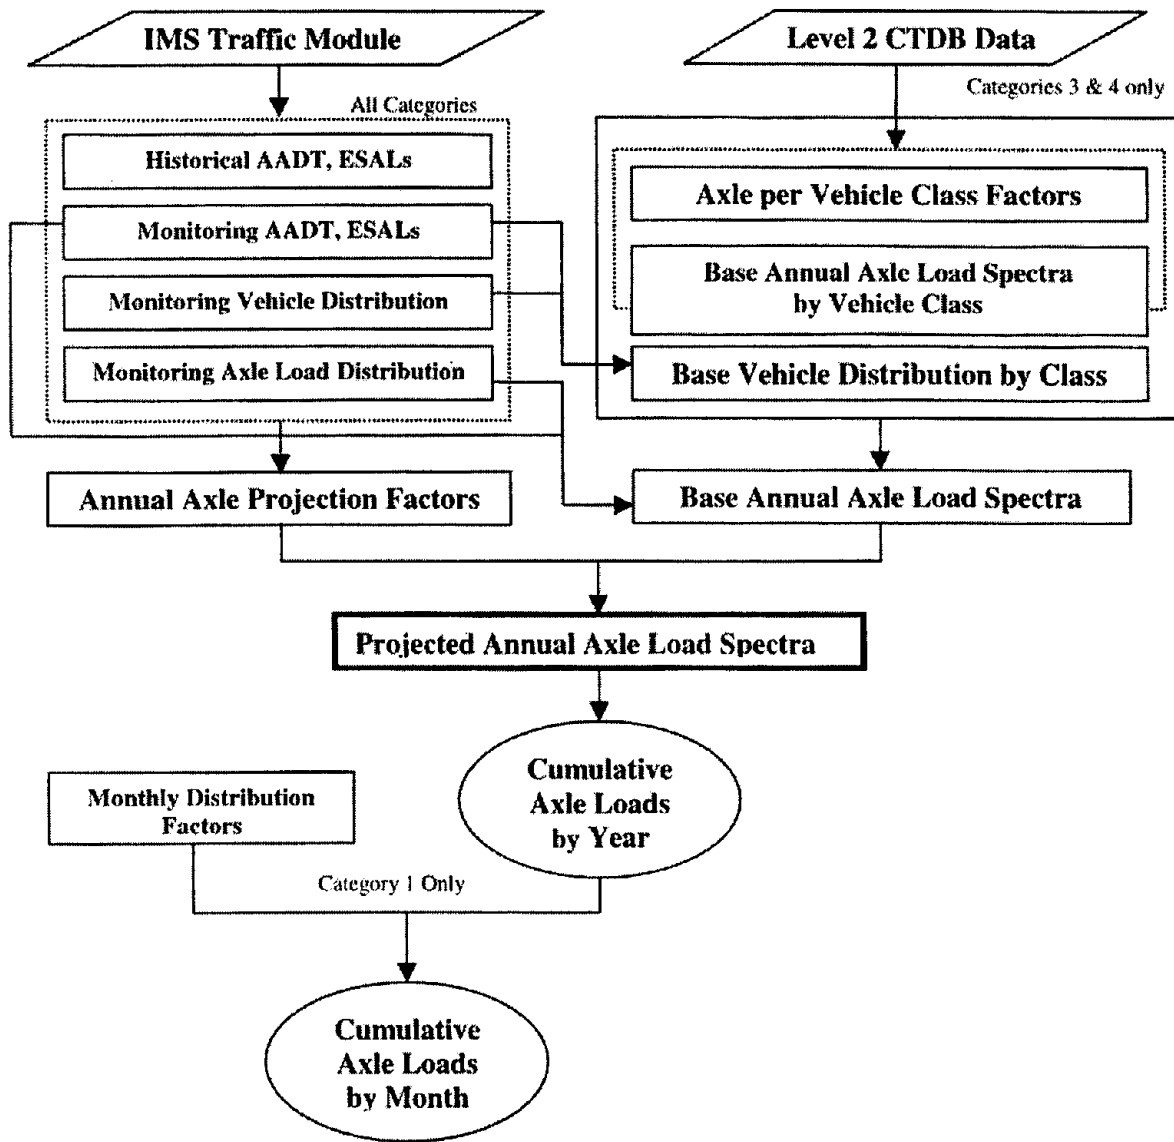 IMS Traffic Module
Level 2 CTDB Data
All Categories
Categories 3 & 4 only
Historical AADT, ESALs
Monitoring AADT, ESALs
Monitoring Vehicle Distribution
Monitoring Axle Load Distribution
Axle per Vehicle Class Factors
Base Annual Axle Load Spectra
by Vehicle Class
Base Vehicle Distribution by Class
Annual Axle Projection Factors
Base Annual Axle Load Spectra
Projected Annual Axle Load Spectra
Cumulative
Axle Loads
by Year
Monthly Distribution
Factors
Category 1 Only
Cumulative
Axle Loads
by Month